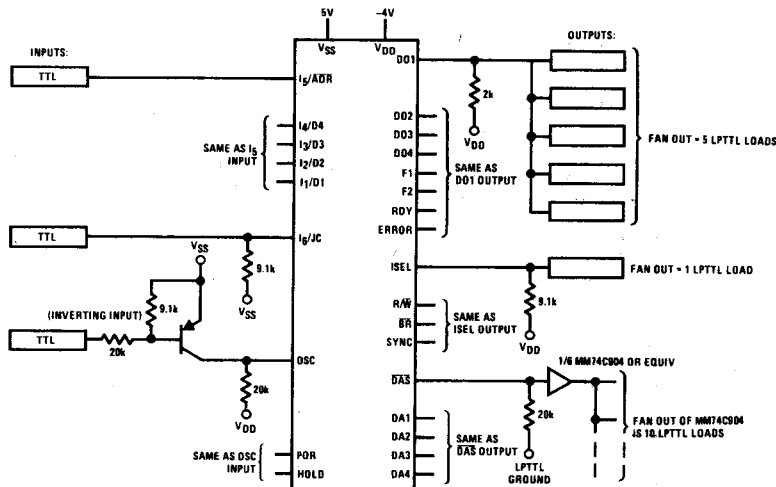 5V
-4V
VSS
VDD
INPUTS:
OUTPUTS:
TTL
I5/ADR
DO1
2k
VDD
FAN OUT = 5 LPTTL LOADS
I4/D4
I3/D3
I2/D2
I1/D1
SAME AS I5
INPUT
DO2
DO3
DO4
F1
F2
RDY
ERROR
SAME AS
DO1 OUTPUT
TTL
I6/JC
9.1k
VSS
ISEL
FAN OUT = 1 LPTTL LOAD
9.1k
VDD
VSS
9.1k
(INVERTING INPUT)
TTL
20k
OSC
20k
VDD
R/W
BR
SYNC
SAME AS
ISEL OUTPUT
DAS
1/6 MM74C904 OR EQUIV
20k
LPTTL
GROUND
FAN OUT OF MM74C904
IS 10 LPTTL LOADS
SAME AS OSC
INPUT
POR
HOLD
DA1
DA2
DA3
DA4
SAME AS
DAS OUTPUT